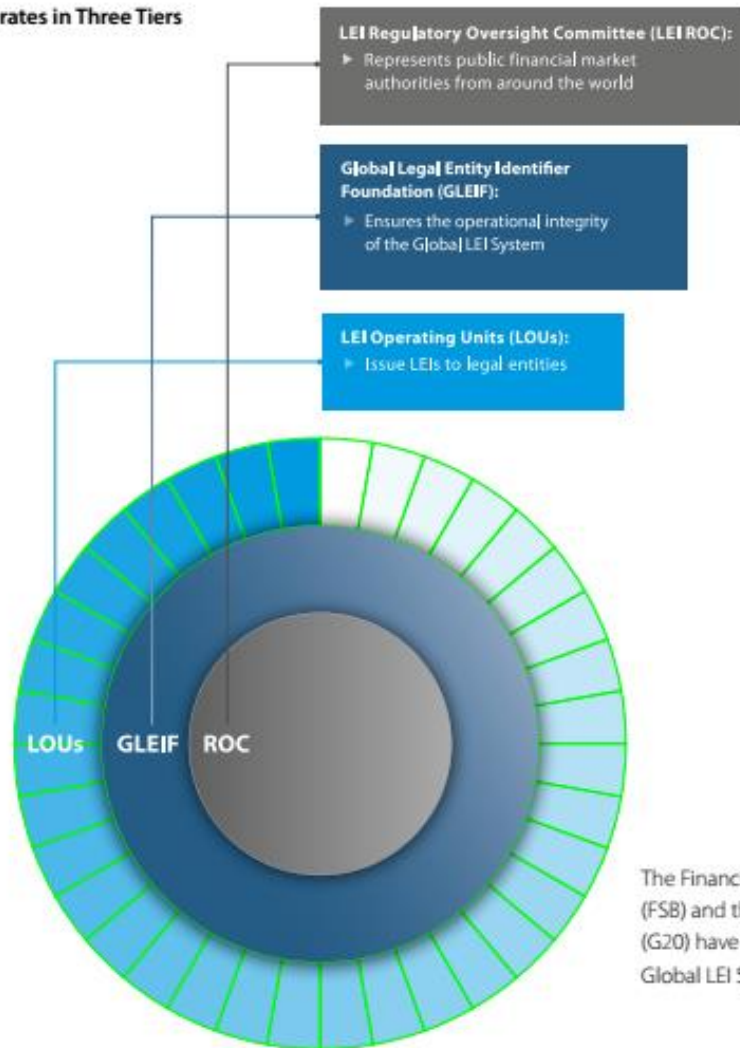 rates in Three Tiers
LEI Regulatory Oversight Committee (LEI ROC):
▶ Represents public financial market
authorities from around the world
Global Legal Entity Identifier
Foundation (GLEIF):
▶ Ensures the operational integrity
of the Global LEI System
LEI Operating Units (LOUs):
▶ Issue LEIs to legal entities
LOUs GLEIF ROC
The Financ
(FSB) and t
(G20) have
Global LEI